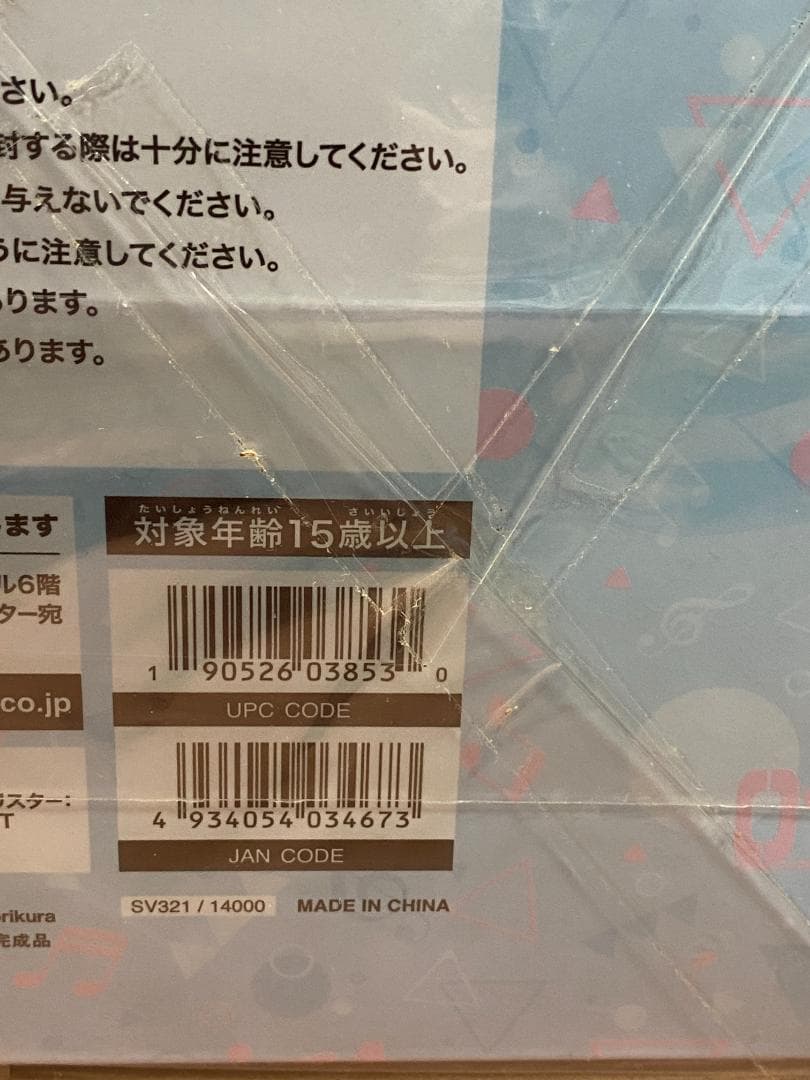 さい。
封する際は十分に注意してください。
与えないでください。
うに注意してください。
あります。
あります。
ます
ル6階
ター宛
co.jp
スター:
T
rikura
完成品
たいしょうねんれい さいいじょう
対象年齢15歳以上
1 90526 03853 0
UPC CODE
4 934054 034673
JAN CODE
SV321 / 14000 MADE IN CHINA